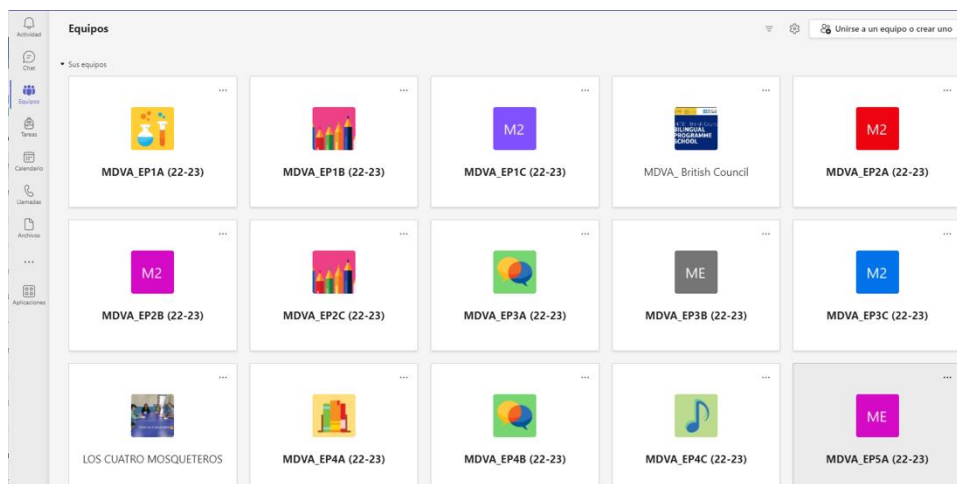 Equipos
Unirse a un equipo o crear uno
Actividad
Chat
Equipos
Tareas
Calendario
Llamadas
Archivos
Aplicaciones
Sus equipos
MDVA_EP1A (22-23)
MDVA_EP1B (22-23)
M2
MDVA_EP1C (22-23)
BILINGUAL
PROGRAMME
SCHOOL
MDVA_ British Council
M2
MDVA_EP2A (22-23)
M2
MDVA_EP2B (22-23)
MDVA_EP2C (22-23)
MDVA_EP3A (22-23)
ME
MDVA_EP3B (22-23)
M2
MDVA_EP3C (22-23)
LOS CUATRO MOSQUETEROS
MDVA_EP4A (22-23)
MDVA_EP4B (22-23)
MDVA_EP4C (22-23)
ME
MDVA_EP5A (22-23)